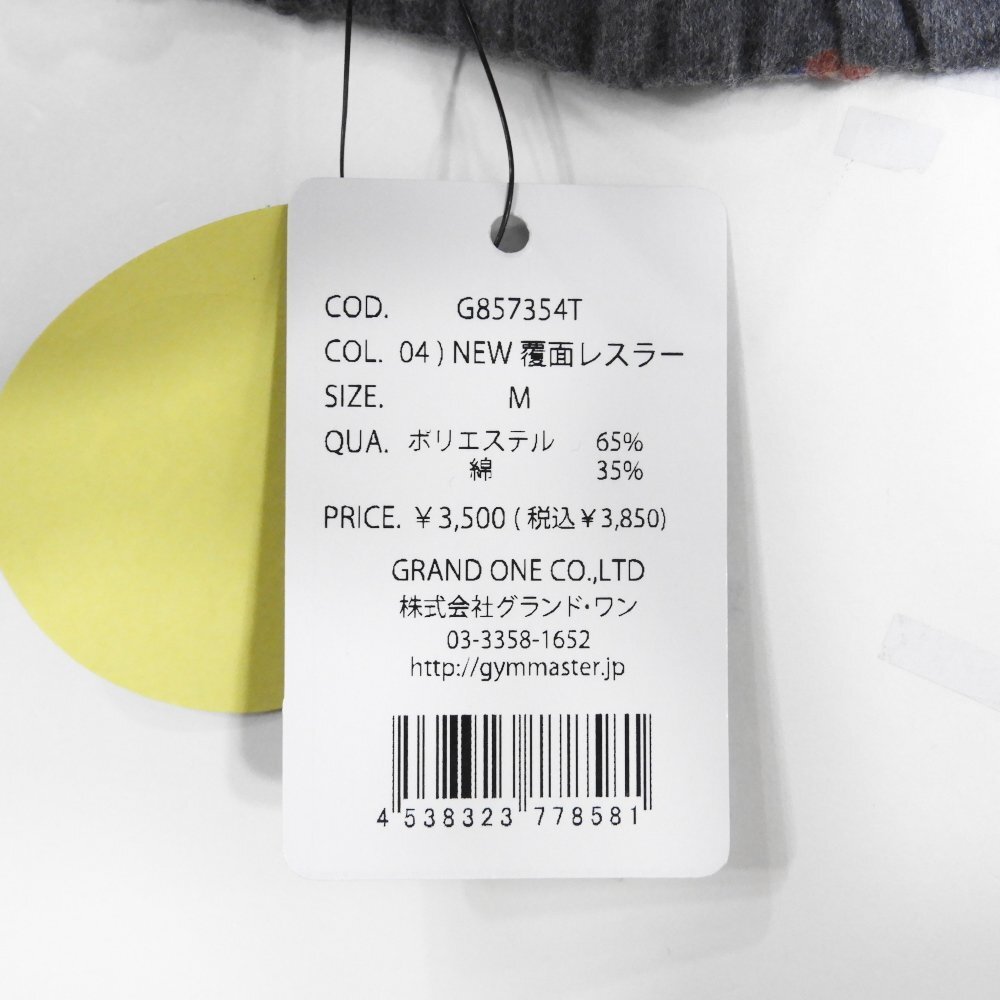 COD. G857354T
COL. 04 ) NEW 覆面レスラー
SIZE. M
QUA. ポリエステル 65%
綿 35%
PRICE. ¥ 3,500 ( 税込 ¥ 3,850)
GRAND ONE CO.,LTD
株式会社グランド・ワン
03-3358-1652
http://gymmaster.jp
4 538323 778581